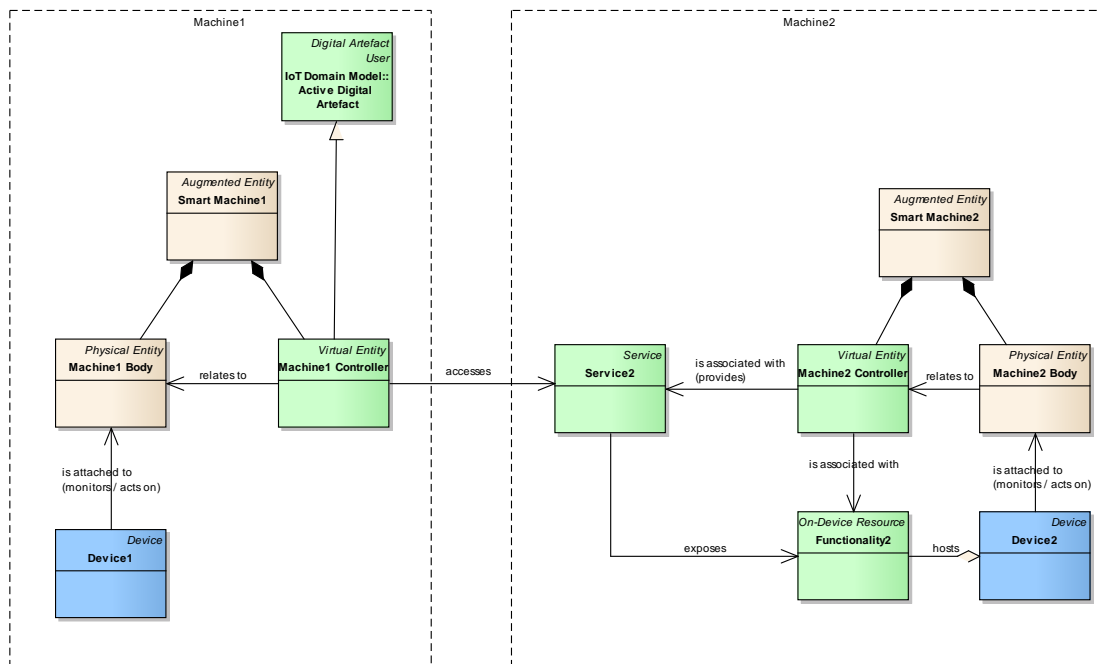 Machine1
Machine2
Digital Artefact
User
IoT Domain Model::
Active Digital
Artefact
Augmented Entity
Smart Machine1
Augmented Entity
Smart Machine2
Physical Entity
Machine1 Body
relates to
Virtual Entity
Machine1 Controller
accesses
Service
Service2
is associated with
(provides)
Virtual Entity
Machine2 Controller
relates to
Physical Entity
Machine2 Body
is attached to
(monitors / acts on)
is associated with
is attached to
(monitors / acts on)
Device
Device1
exposes
On-Device Resource
Functionality2
hosts
Device
Device2